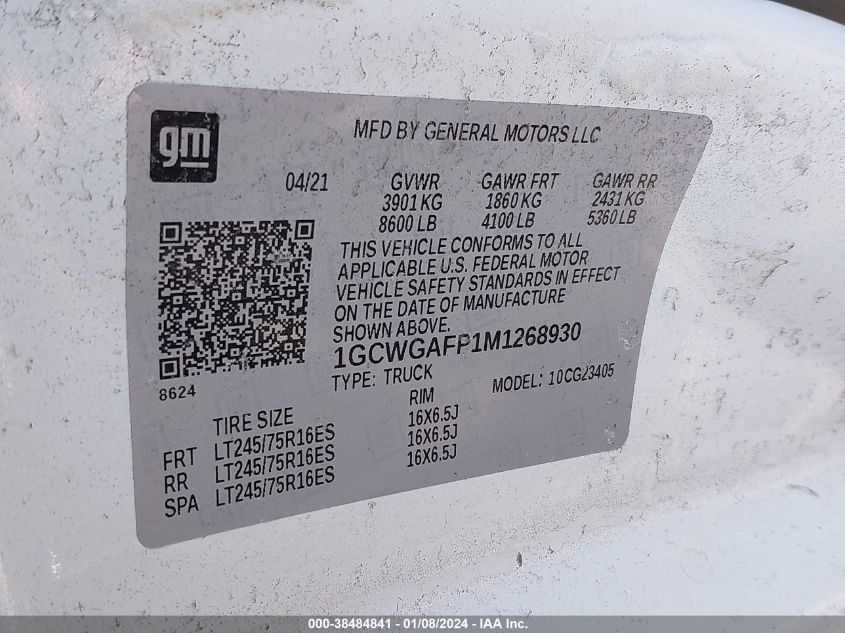 gm
MFD BY GENERAL MOTORS LLC
04/21 GVWR GAWR FRT GAWR RR
3901 KG 1860 KG 2431 KG
8600 LB 4100 LB 5360 LB
THIS VEHICLE CONFORMS TO ALL
APPLICABLE U.S. FEDERAL MOTOR
VEHICLE SAFETY STANDARDS IN EFFECT
ON THE DATE OF MANUFACTURE
SHOWN ABOVE.
1GCWGAFP1M1268930
8624
TYPE: TRUCK MODEL: 10CG23405
TIRE SIZE RIM
FRT LT245/75R16ES 16X6.5J
RR LT245/75R16ES 16X6.5J
SPA LT245/75R16ES 16X6.5J
000-38484841 - 01/08/2024 - IAA Inc.